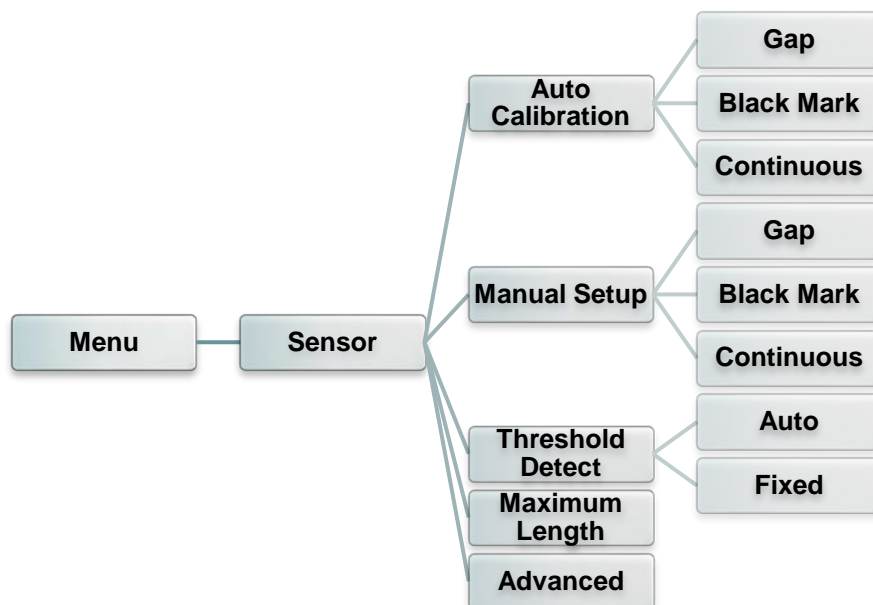 Menu
Sensor
Auto
Calibration
Gap
Black Mark
Continuous
Manual Setup
Gap
Black Mark
Continuous
Threshold
Detect
Auto
Fixed
Maximum
Length
Advanced